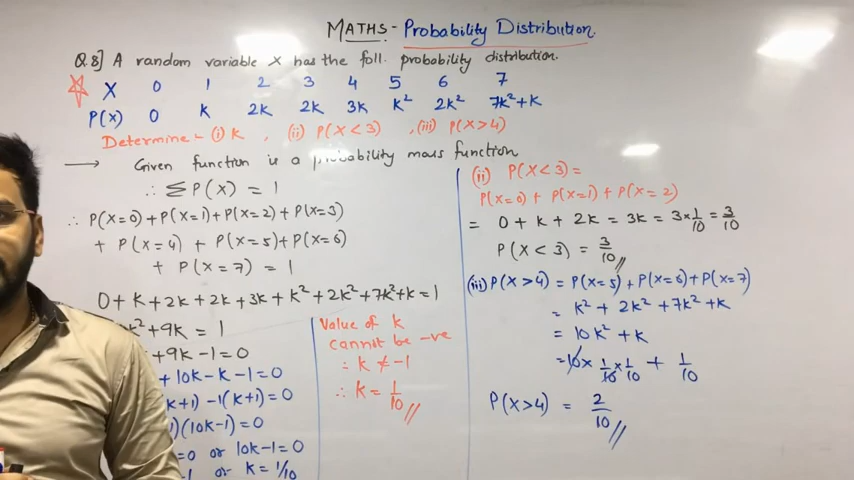 MATHS - Probability Distribution.
Q.8] A random variable X has the foll. probability distribution.
X 0 1 2 3 4 5 6 7
P(x) 0 K 2K 2K 3K K² 2K² 7K²+K
Determine :- (i) K , (ii) P(X<3) , (iii) P(X>4)
→ Given function is a probability mass function
∴ ΣP(X) = 1
∴ P(X=0)+P(X=1)+P(X=2)+P(X=3)
+ P(X=4) + P(X=5)+P(X=6)
+ P(X=7) = 1
0+K+2K+2K+3K+K²+2K²+7K²+K=1
K²+9K = 1
+9K-1=0
+10K-K-1=0
K+1) -1(K+1)=0
)(10K-1)=0
=0 or 10K-1=0
-1 or K=1/10
Value of K
cannot be -ve
∴ K ≠ -1
∴ K = 1/10 //
(ii) P(X<3) =
P(X=0) + P(X=1) + P(X=2)
= 0 + K + 2K = 3K = 3×1/10 = 3/10
P(X<3) = 3/10 //
(iii) P(X>4) = P(X=5)+P(X=6)+P(X=7)
= K² + 2K² + 7K² + K
= 10K² + K
= 10× 1/10 × 1/10 + 1/10
P(X>4) = 2/10 //